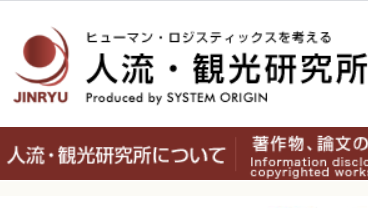 ヒューマン・ロジスティックスを考える
人流・観光研究所
JINRYU
Produced by SYSTEM ORIGIN
人流・観光研究所について
著作物、論文の
Information disclo
copyrighted works